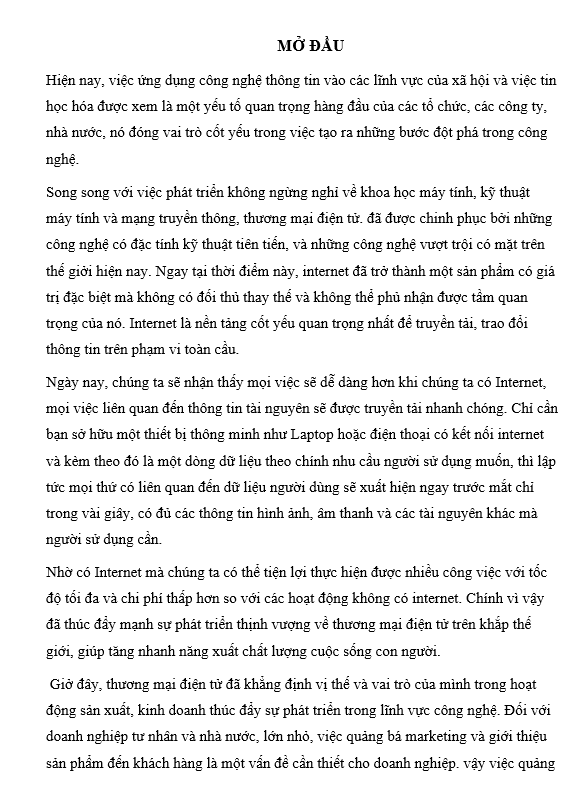 MỞ ĐẦU
Hiện nay, việc ứng dụng công nghệ thông tin vào các lĩnh vực của xã hội và việc tin
học hóa được xem là một yếu tố quan trọng hàng đầu của các tổ chức, các công ty,
nhà nước, nó đóng vai trò cốt yếu trong việc tạo ra những bước đột phá trong công
nghệ.
Song song với việc phát triển không ngừng nghỉ về khoa học máy tính, kỹ thuật
máy tính và mạng truyền thông, thương mại điện tử. đã được chinh phục bởi những
công nghệ có đặc tính kỹ thuật tiên tiến, và những công nghệ vượt trội có mặt trên
thế giới hiện nay. Ngay tại thời điểm này, internet đã trở thành một sản phẩm có giá
trị đặc biệt mà không có đối thủ thay thế và không thể phủ nhận được tầm quan
trọng của nó. Internet là nền tảng cốt yếu quan trọng nhất để truyền tải, trao đổi
thông tin trên phạm vi toàn cầu.
Ngày nay, chúng ta sẽ nhận thấy mọi việc sẽ dễ dàng hơn khi chúng ta có Internet,
mọi việc liên quan đến thông tin tài nguyên sẽ được truyền tải nhanh chóng. Chỉ cần
bạn sở hữu một thiết bị thông minh như Laptop hoặc điện thoại có kết nối internet
và kèm theo đó là một dòng dữ liệu theo chính nhu cầu người sử dụng muốn, thì lập
tức mọi thứ có liên quan đến dữ liệu người dùng sẽ xuất hiện ngay trước mắt chỉ
trong vài giây, có đủ các thông tin hình ảnh, âm thanh và các tài nguyên khác mà
người sử dụng cần.
Nhờ có Internet mà chúng ta có thể tiện lợi thực hiện được nhiều công việc với tốc
độ tối đa và chi phí thấp hơn so với các hoạt động không có internet. Chính vì vậy
đã thúc đẩy mạnh sự phát triển thịnh vượng về thương mại điện tử trên khắp thế
giới, giúp tăng nhanh năng xuất chất lượng cuộc sống con người.
Giờ đây, thương mại điện tử đã khẳng định vị thế và vai trò của mình trong hoạt
động sản xuất, kinh doanh thúc đẩy sự phát triển trong lĩnh vực công nghệ. Đối với
doanh nghiệp tư nhân và nhà nước, lớn nhỏ, việc quảng bá marketing và giới thiệu
sản phẩm đến khách hàng là một vấn đề cần thiết cho doanh nghiệp. vậy việc quảng